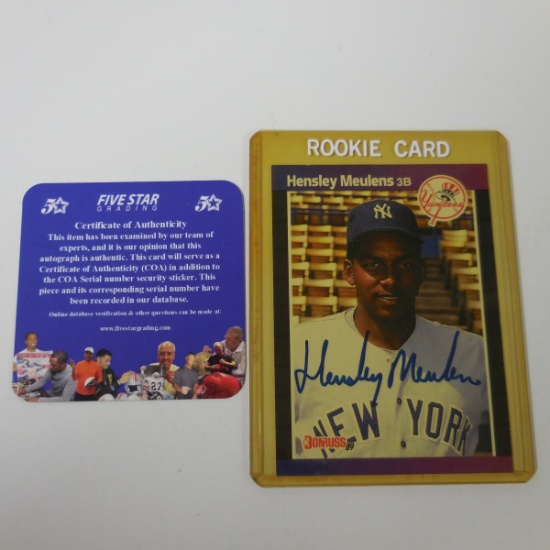 FIVE STAR
GRADING
Certificate of Authenticity
This item has been examined by our team of
experts, and it is our opinion that this
autograph is authentic. This card will serve as a
Certificate of Authenticity (COA) in addition to
the COA Serial number security sticker. This
piece and its corresponding serial number have
been recorded in our database.
Online database verification & other questions can be made at:
www.fivestargrading.com
27
ROOKIE CARD
Hensley Meulens 3B
Yankees
NY
Hensley Meulens
NEW YORK
DONRUSS 89